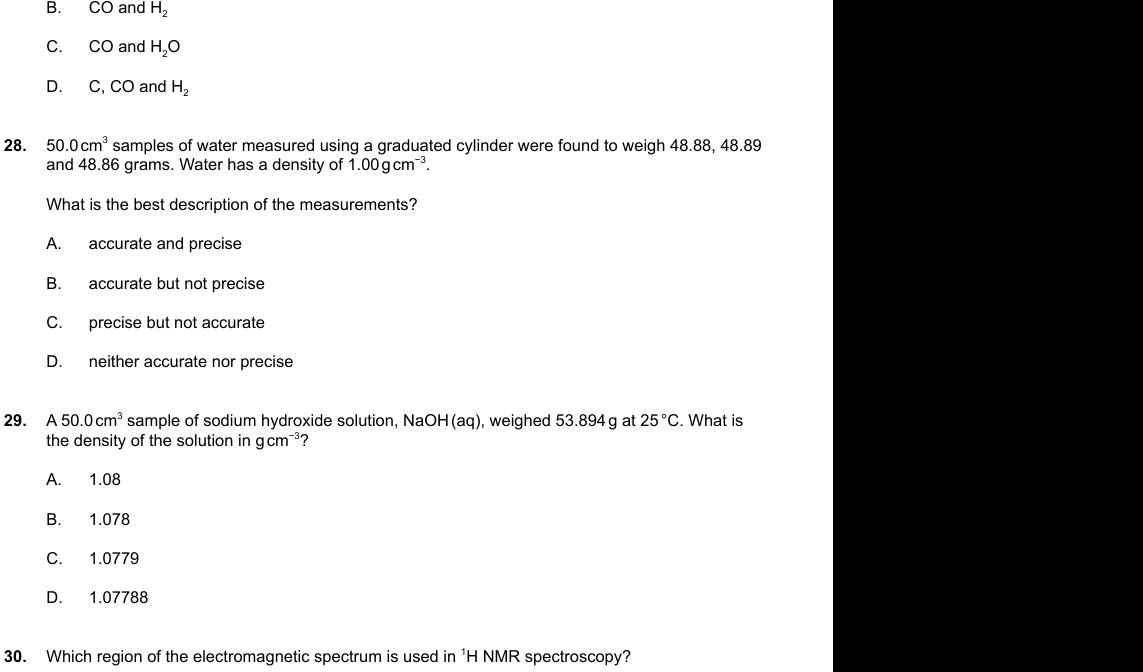 B. CO and H₂
C. CO and H₂O
D. C, CO and H₂
28. 50.0 cm³ samples of water measured using a graduated cylinder were found to weigh 48.88, 48.89
and 48.86 grams. Water has a density of 1.00 g cm⁻³.
What is the best description of the measurements?
A. accurate and precise
B. accurate but not precise
C. precise but not accurate
D. neither accurate nor precise
29. A 50.0 cm³ sample of sodium hydroxide solution, NaOH (aq), weighed 53.894 g at 25 °C. What is
the density of the solution in g cm⁻³?
A. 1.08
B. 1.078
C. 1.0779
D. 1.07788
30. Which region of the electromagnetic spectrum is used in ¹H NMR spectroscopy?